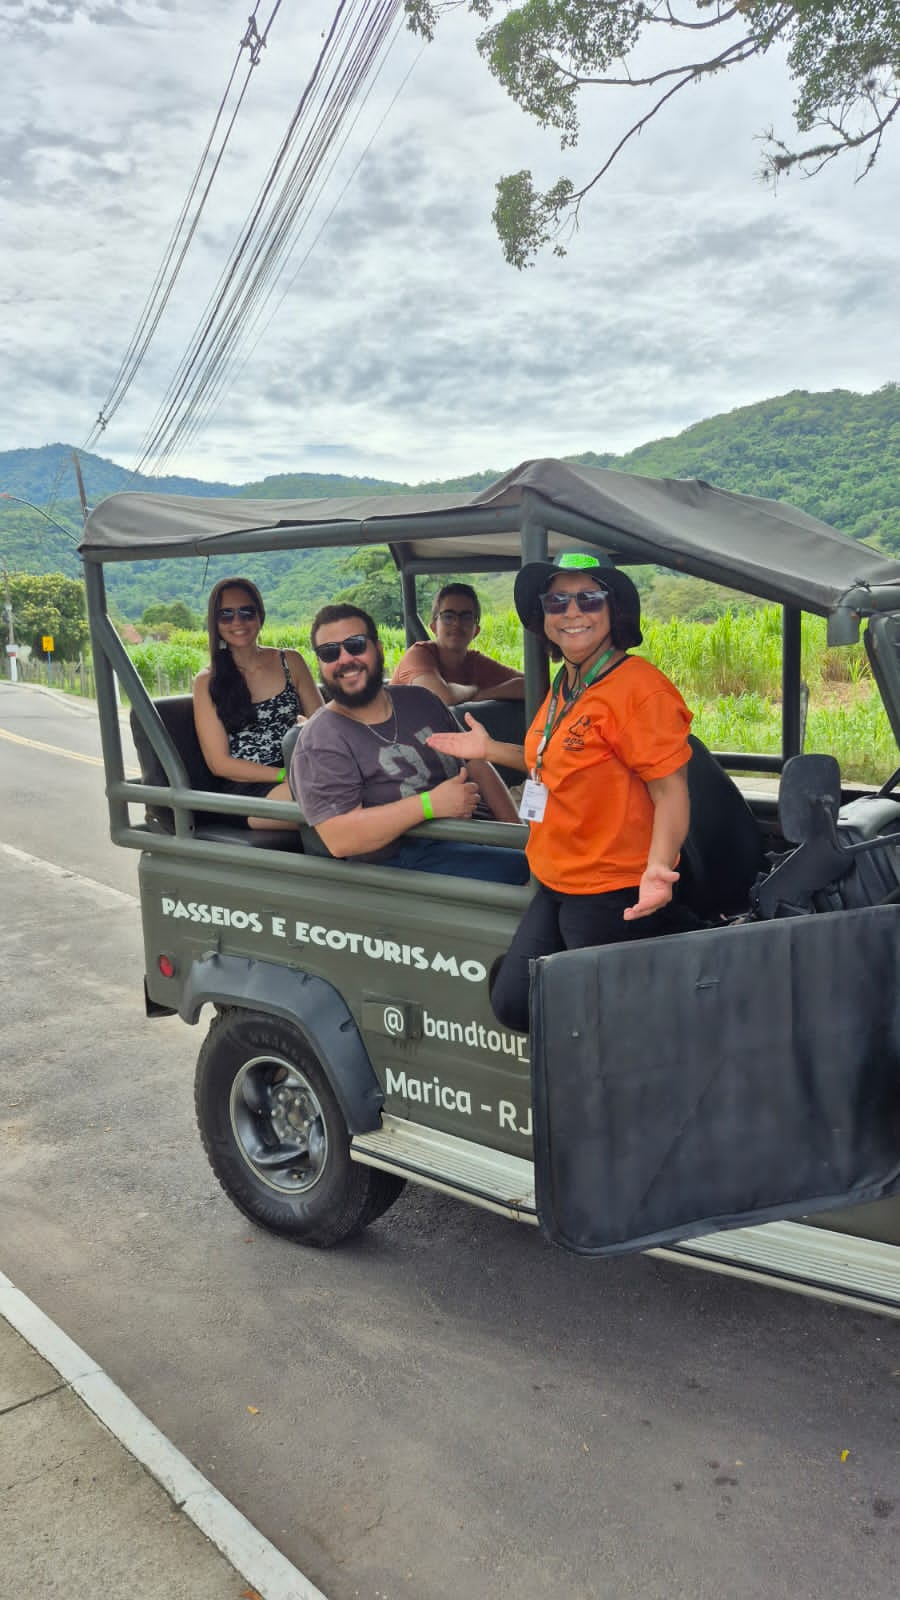 PASSEIOS E ECOTURISMO
@ bandtour_
Marica - RJ